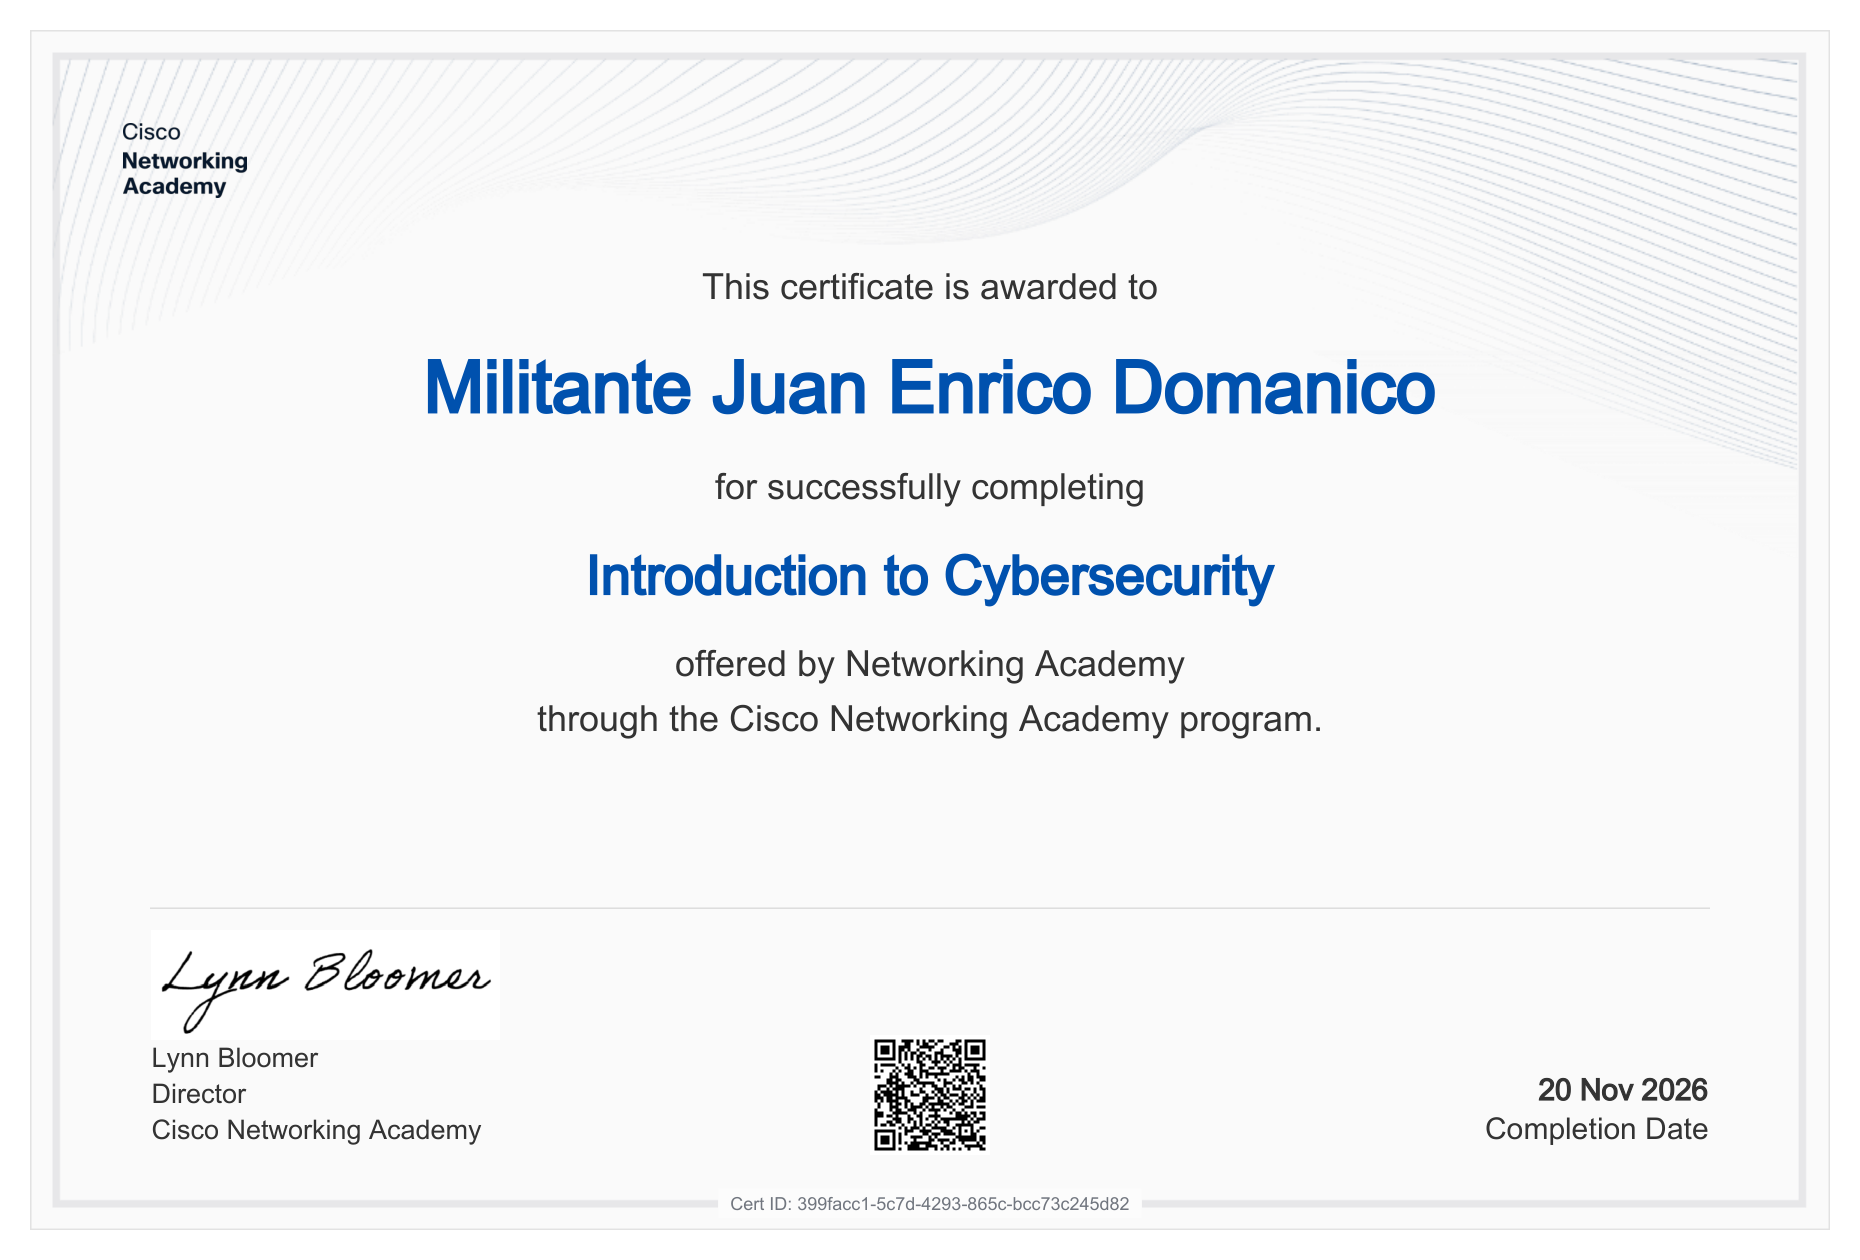 Cisco
Networking
Academy
This certificate is awarded to
Militante Juan Enrico Domanico
for successfully completing
Introduction to Cybersecurity
offered by Networking Academy
through the Cisco Networking Academy program.
Lynn Bloomer
Lynn Bloomer
Director
Cisco Networking Academy
20 Nov 2026
Completion Date
Cert ID: 399facc1-5c7d-4293-865c-bcc73c245d82